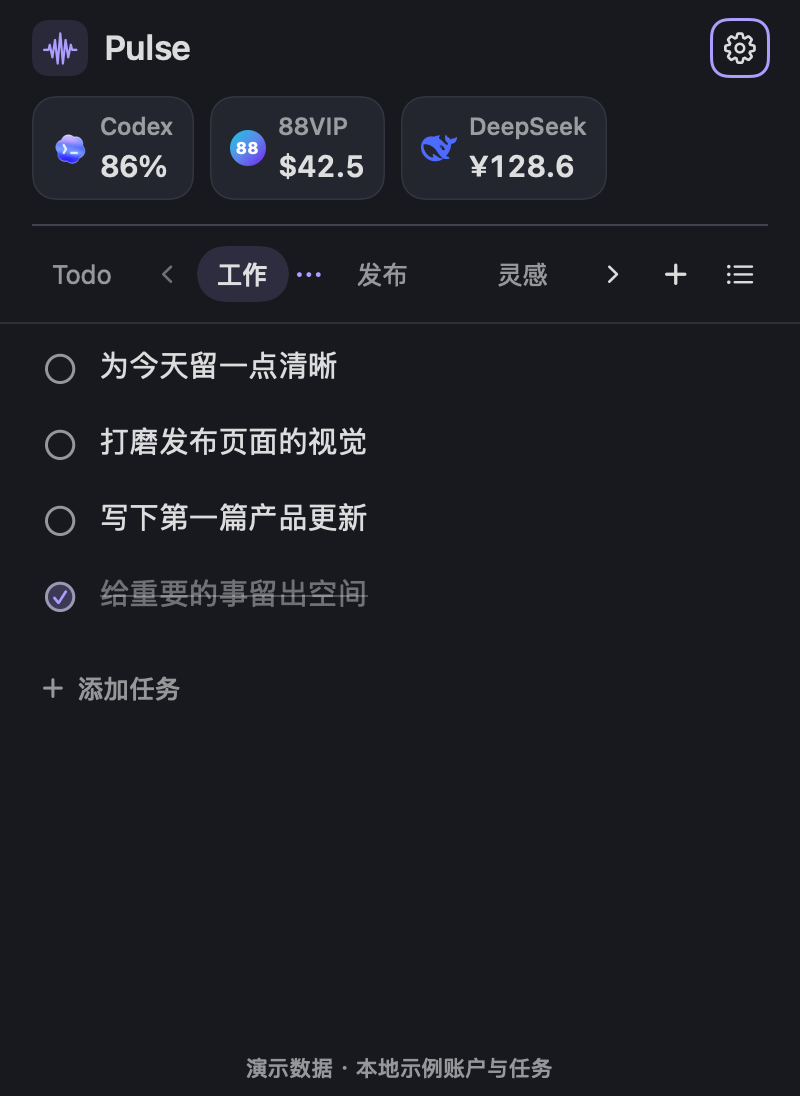 Pulse
Codex
86%
88
88VIP
$42.5
DeepSeek
¥128.6
Todo 工作 发布 灵感
为今天留一点清晰
打磨发布页面的视觉
写下第一篇产品更新
给重要的事留出空间
添加任务
演示数据 · 本地示例账户与任务